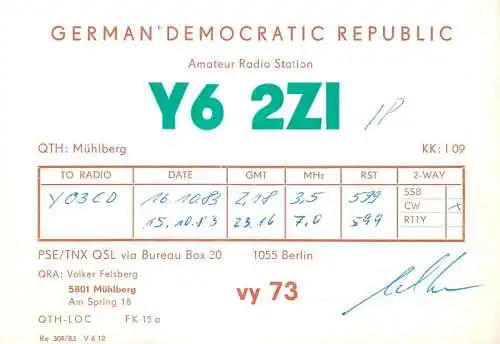 GERMAN DEMOCRATIC REPUBLIC
Amateur Radio Station
Y6 2ZI /P
QTH: Mühlberg KK: I 09
TO RADIO DATE GMT MHz RST 2-WAY
YO3CD 16.10.83 2,18 3,5 599 SSB
CW x
15.10.83 23.16 7,0 599 RTTY
PSE/TNX QSL via Bureau Box 30 1055 Berlin
QRA: Volker Felsberg
5801 Mühlberg
Am Spring 18
vy 73
QTH-LOC FK 15 a
Re 309/83 V 6 12